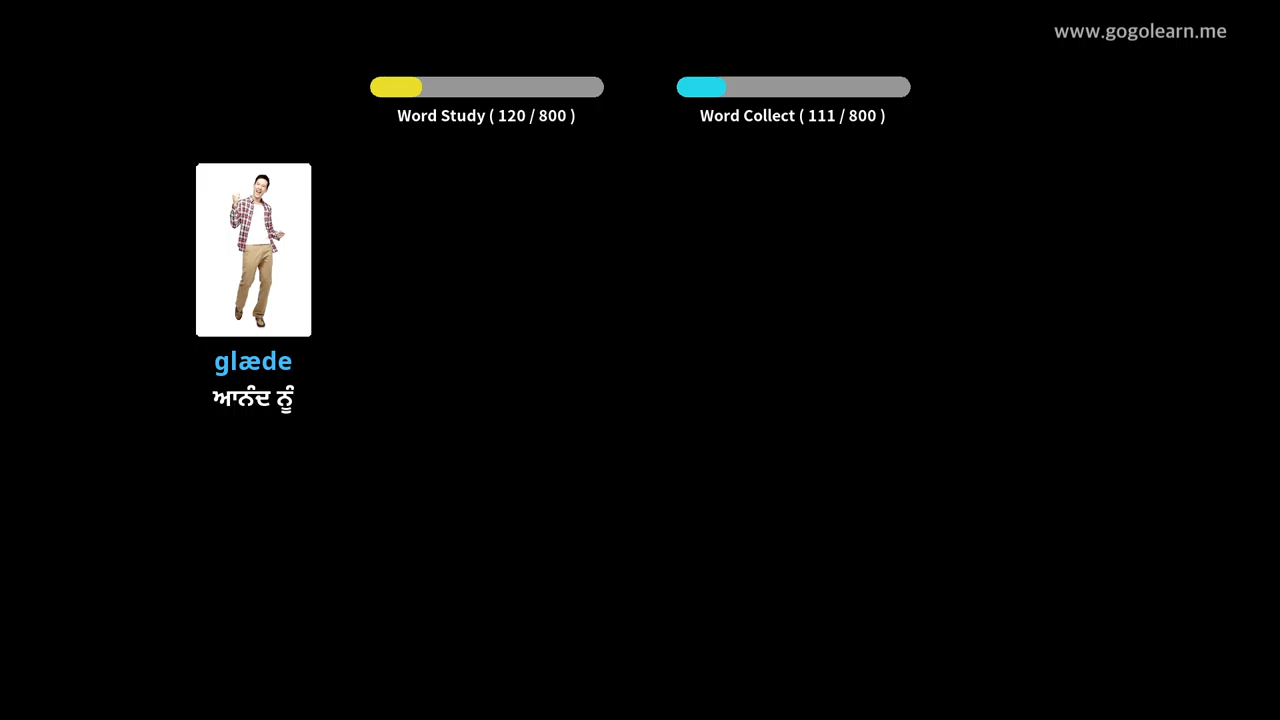 www.gogolearn.me
Word Study ( 120 / 800 )
Word Collect ( 111 / 800 )
glæde
ਆਨੰਦ ਨੂੰ